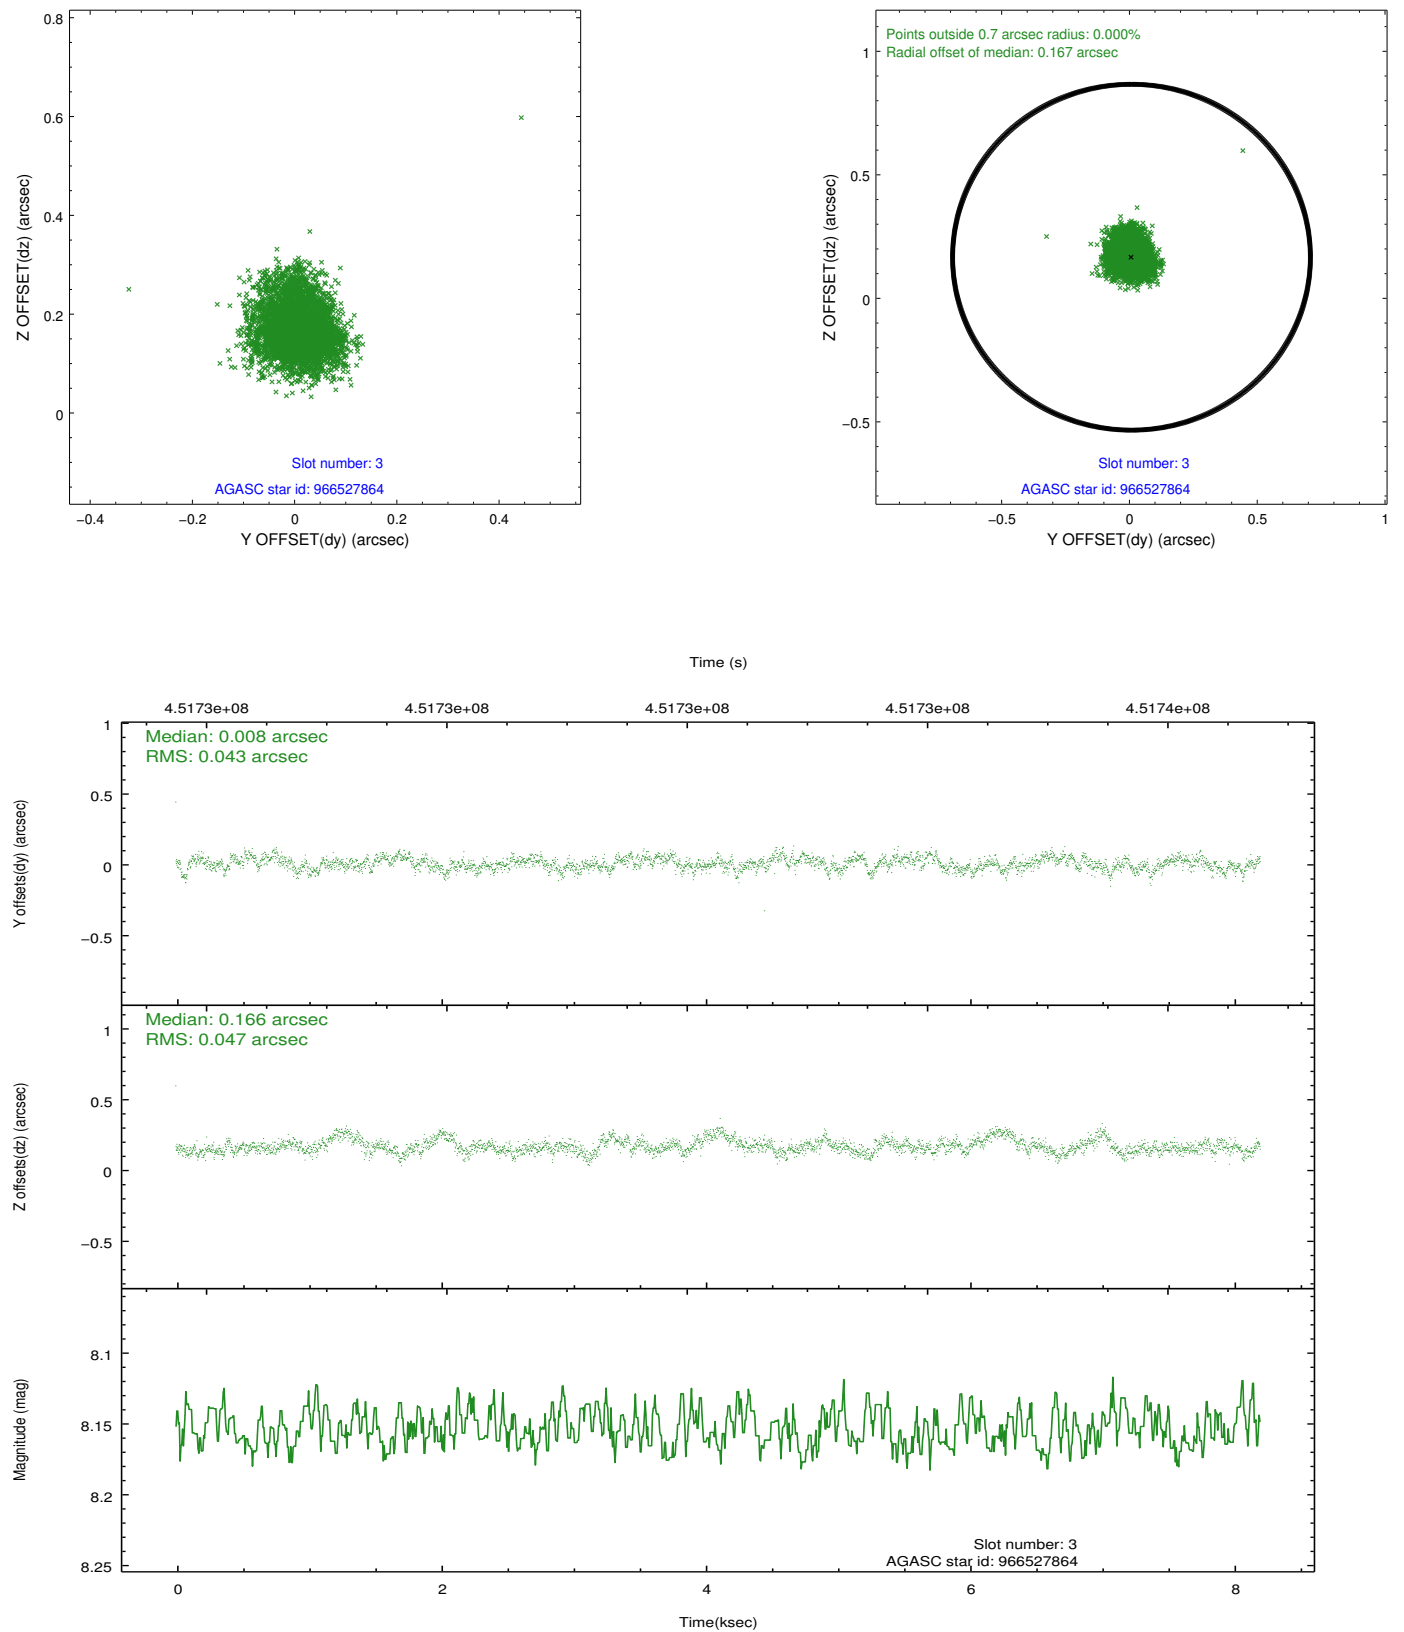 0.8
0.6
0.4
0.2
0
Z OFFSET(dz) (arcsec)
Slot number: 3
AGASC star id: 966527864
−0.4 −0.2 0 0.2 0.4
Y OFFSET(dy) (arcsec)
Points outside 0.7 arcsec radius: 0.000%
Radial offset of median: 0.167 arcsec
1
0.5
0
−0.5
Z OFFSET(dz) (arcsec)
Slot number: 3
AGASC star id: 966527864
−0.5 0 0.5 1
Y OFFSET(dy) (arcsec)
Time (s)
4.5173e+08 4.5173e+08 4.5173e+08 4.5173e+08 4.5174e+08
Median: 0.008 arcsec
RMS: 0.043 arcsec
1
0.5
0
−0.5
Y offsets(dy) (arcsec)
Median: 0.166 arcsec
RMS: 0.047 arcsec
1
0.5
0
−0.5
Z offsets(dz) (arcsec)
8.1
8.15
8.2
8.25
Magnitude (mag)
Slot number: 3
AGASC star id: 966527864
0 2 4 6 8
Time(ksec)